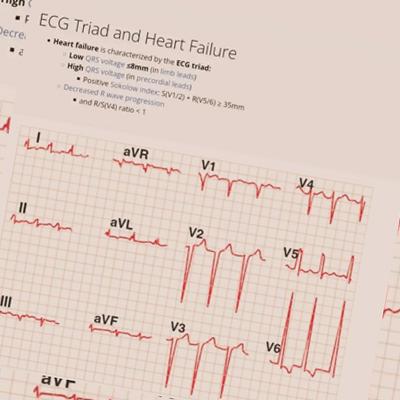 High
ECG Triad and Heart Failure
Heart failure is characterized by the ECG triad:
Low QRS voltage ≤8mm (in limb leads)
High QRS voltage (in precordial leads)
Positive Sokolow index: S(V1/2) + R(V5/6) ≥ 35mm
Decreased R wave progression
and R/S(V4) ratio < 1
I
aVR
V1
V4
II
aVL
V2
V5
III
aVF
V3
V6